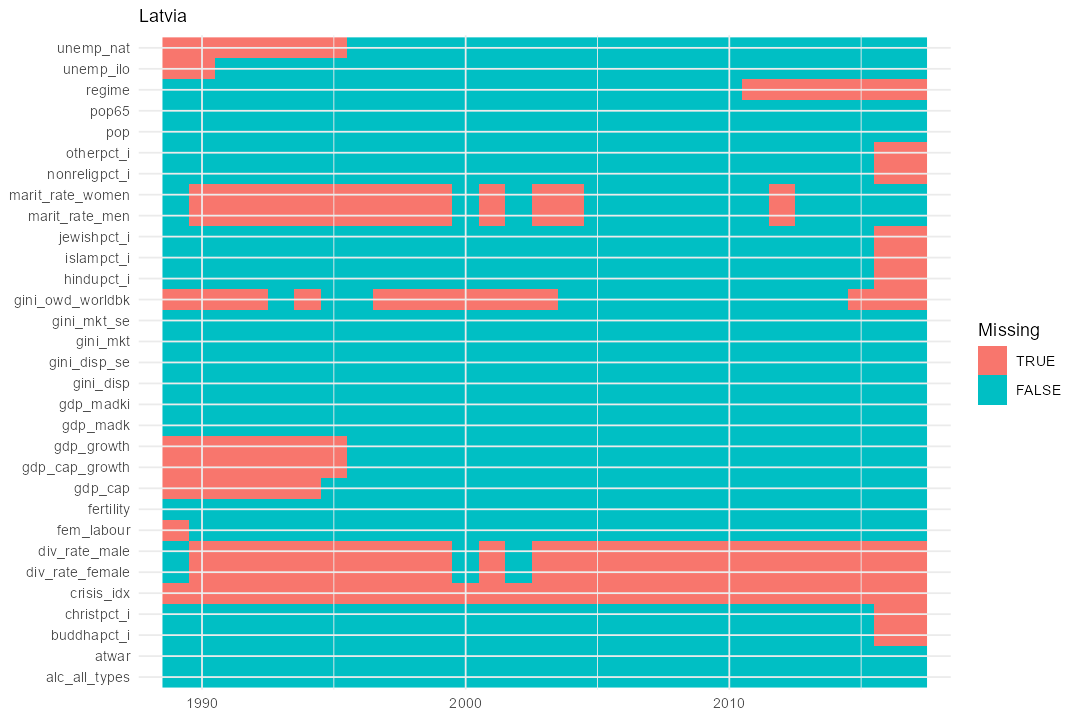 Latvia
unemp_nat
unemp_ilo
regime
pop65
pop
otherpct_i
nonreligpct_i
marit_rate_women
marit_rate_men
jewishpct_i
islampct_i
hindupct_i
gini_owd_worldbk
gini_mkt_se
gini_mkt
gini_disp_se
gini_disp
gdp_madki
gdp_madk
gdp_growth
gdp_cap_growth
gdp_cap
fertility
fem_labour
div_rate_male
div_rate_female
crisis_idx
christpct_i
buddhapct_i
atwar
alc_all_types
1990 2000 2010
Missing
TRUE
FALSE